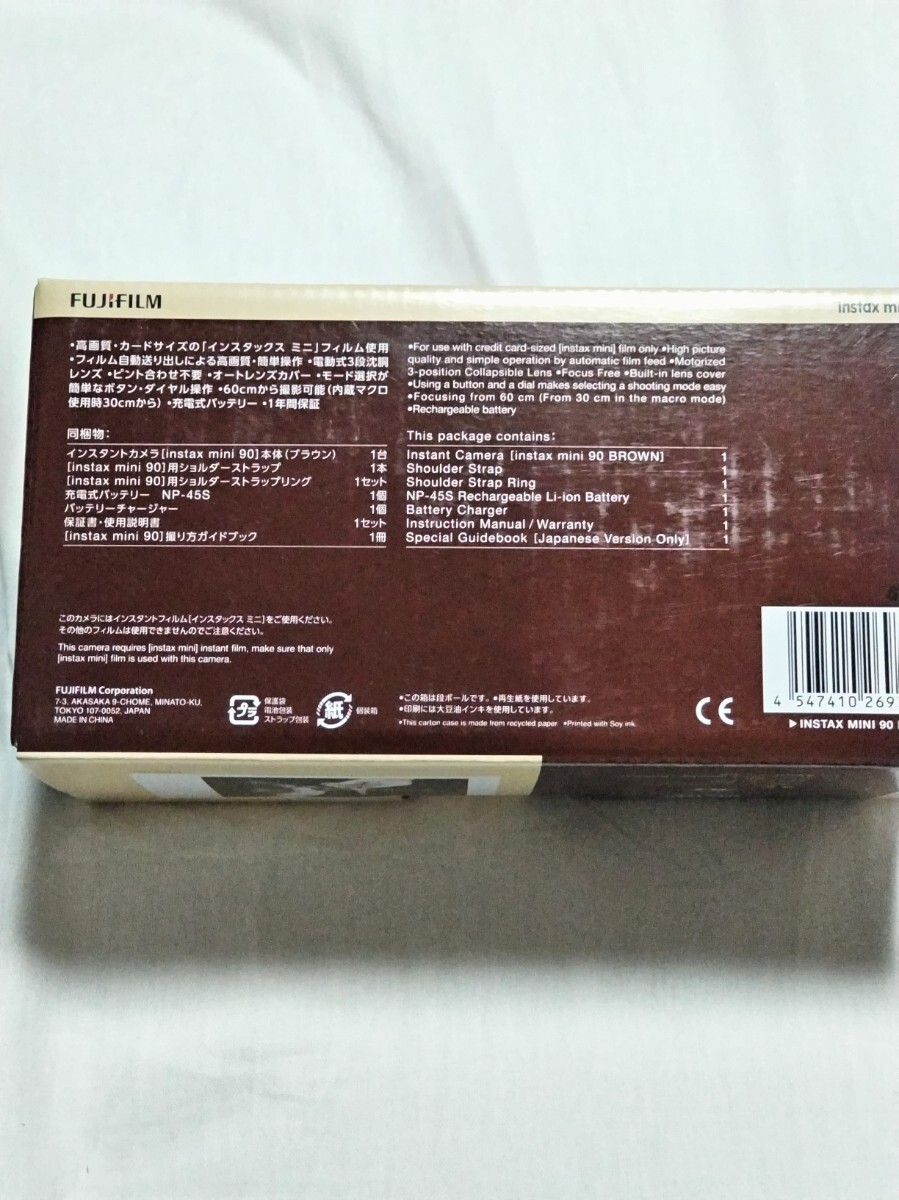 FUJIFILM
instax mi
•高画質・カードサイズの「インスタックス ミニ」フィルム使用
•フィルム自動送り出しによる高画質・簡単操作 •電動式3段沈胴
レンズ •ピント合わせ不要 •オートレンズカバー •モード選択が
簡単なボタン・ダイヤル操作 •60cmから撮影可能(内蔵マクロ
使用時30cmから) •充電式バッテリー •1年間保証
•For use with credit card-sized [instax mini] film only •High picture
quality and simple operation by automatic film feed •Motorized
3-position Collapsible Lens •Focus Free •Built-in lens cover
•Using a button and a dial makes selecting a shooting mode easy
•Focusing from 60 cm (From 30 cm in the macro mode)
•Rechargeable battery
同梱物:
インスタントカメラ[instax mini 90]本体(ブラウン) 1台
[instax mini 90]用ショルダーストラップ 1本
[instax mini 90]用ショルダーストラップリング 1セット
充電式バッテリー NP-45S 1個
バッテリーチャージャー 1個
保証書・使用説明書 1セット
[instax mini 90]撮り方ガイドブック 1冊
This package contains:
Instant Camera [instax mini 90 BROWN] 1
Shoulder Strap 1
Shoulder Strap Ring 1
NP-45S Rechargeable Li-ion Battery 1
Battery Charger 1
Instruction Manual / Warranty 1
Special Guidebook [Japanese Version Only] 1
このカメラにはインスタントフィルム[インスタックス ミニ]をご使用ください。
その他のフィルムは使用できませんのでご注意ください。
This camera requires [instax mini] instant film, make sure that only
[instax mini] film is used with this camera.
FUJIFILM Corporation
7-3, AKASAKA 9-CHOME, MINATO-KU,
TOKYO 107-0052, JAPAN
MADE IN CHINA
プラ
保護袋
電池包装
ストラップ包装
紙
個装箱
•この箱は段ボールです。 •再生紙を使用しています。
•印刷には大豆油インキを使用しています。
•This carton case is made from recycled paper •Printed with Soy ink.
CE
4 547410 269
▶ INSTAX MINI 90